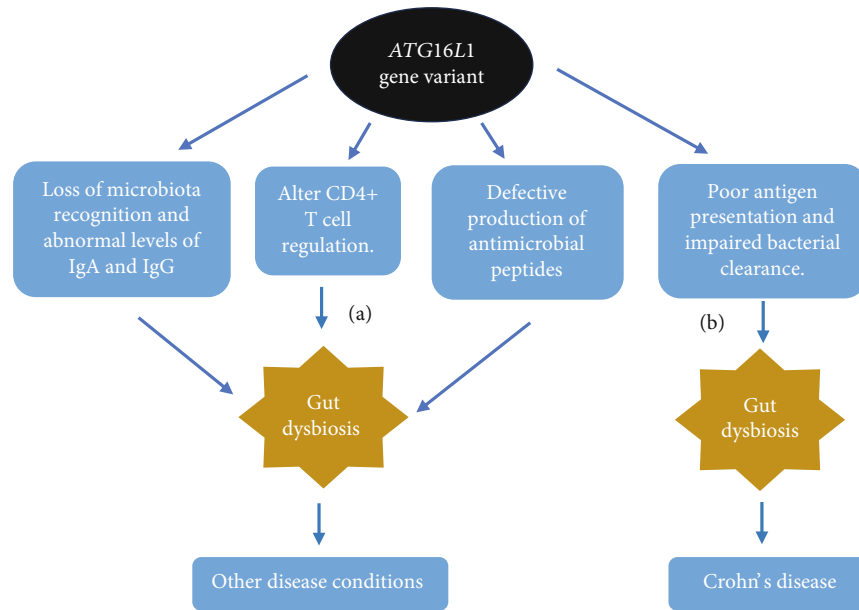 ATG16L1
gene variant
Loss of microbiota
recognition and
abnormal levels of
IgA and IgG
Alter CD4+
T cell
regulation.
Defective
production of
antimicrobial
peptides
Poor antigen
presentation and
impaired bacterial
clearance.
(a)
(b)
Gut
dysbiosis
Gut
dysbiosis
Other disease conditions
Crohn's disease